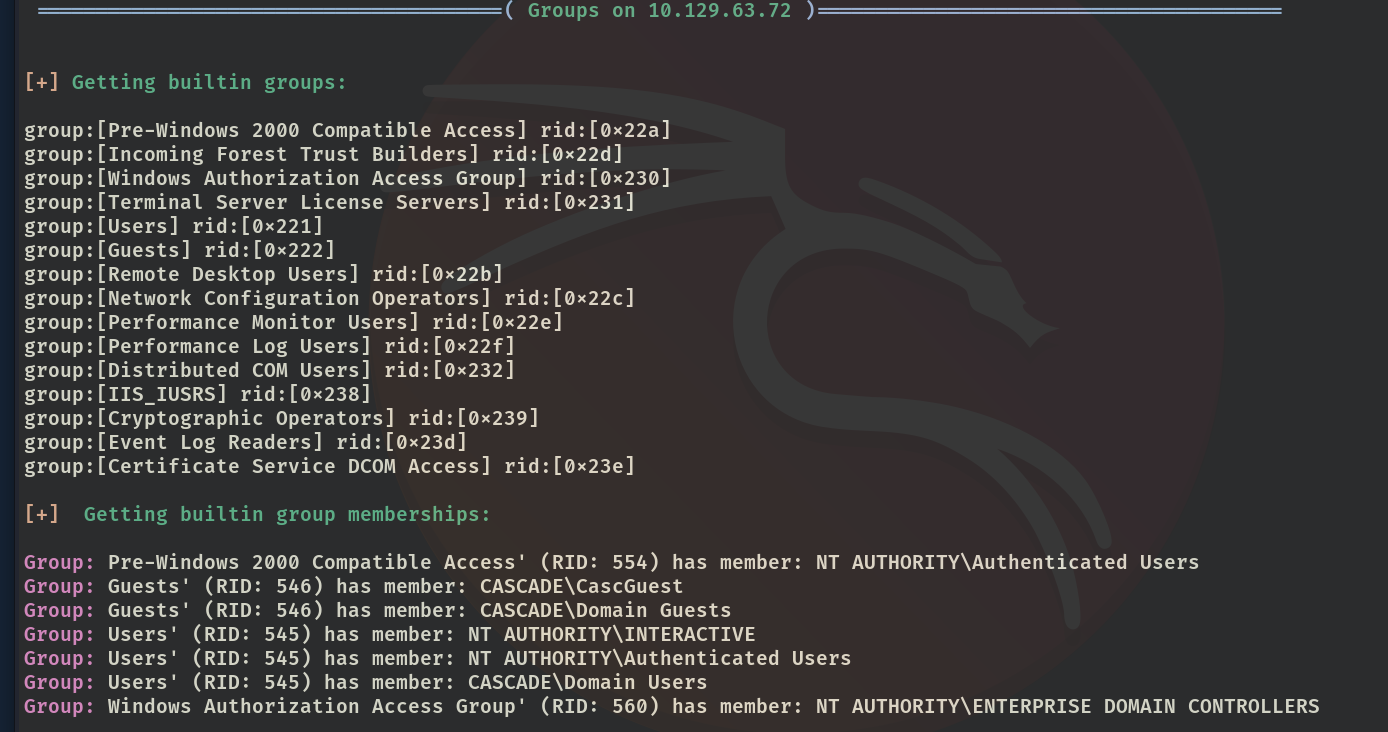 ( Groups on 10.129.63.72 )
[+] Getting builtin groups:
group:[Pre-Windows 2000 Compatible Access] rid:[0×22a]
group:[Incoming Forest Trust Builders] rid:[0×22d]
group:[Windows Authorization Access Group] rid:[0×230]
group:[Terminal Server License Servers] rid:[0×231]
group:[Users] rid:[0×221]
group:[Guests] rid:[0×222]
group:[Remote Desktop Users] rid:[0×22b]
group:[Network Configuration Operators] rid:[0×22c]
group:[Performance Monitor Users] rid:[0×22e]
group:[Performance Log Users] rid:[0×22f]
group:[Distributed COM Users] rid:[0×232]
group:[IIS_IUSRS] rid:[0×238]
group:[Cryptographic Operators] rid:[0×239]
group:[Event Log Readers] rid:[0×23d]
group:[Certificate Service DCOM Access] rid:[0×23e]
[+]  Getting builtin group memberships:
Group: Pre-Windows 2000 Compatible Access' (RID: 554) has member: NT AUTHORITY\Authenticated Users
Group: Guests' (RID: 546) has member: CASCADE\CascGuest
Group: Guests' (RID: 546) has member: CASCADE\Domain Guests
Group: Users' (RID: 545) has member: NT AUTHORITY\INTERACTIVE
Group: Users' (RID: 545) has member: NT AUTHORITY\Authenticated Users
Group: Users' (RID: 545) has member: CASCADE\Domain Users
Group: Windows Authorization Access Group' (RID: 560) has member: NT AUTHORITY\ENTERPRISE DOMAIN CONTROLLERS